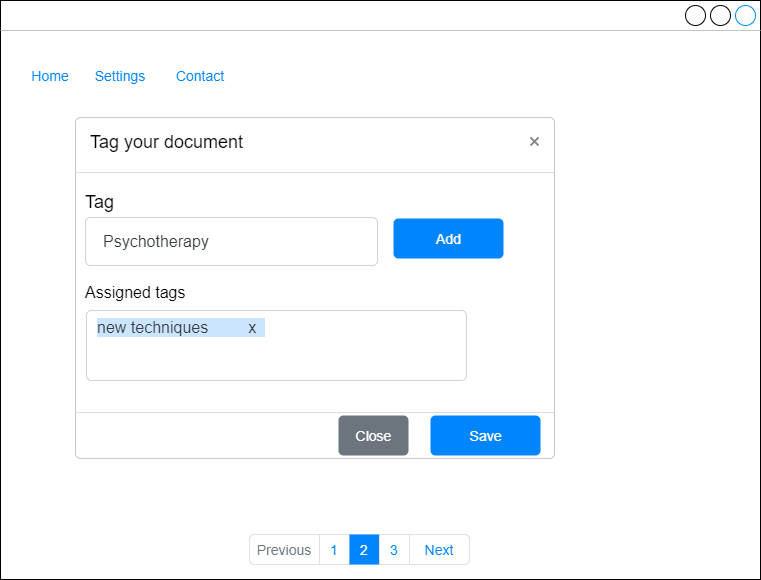 Home Settings Contact
Tag your document ×
Tag
Psychotherapy Add
Assigned tags
new techniques x
Close Save
Previous 1 2 3 Next